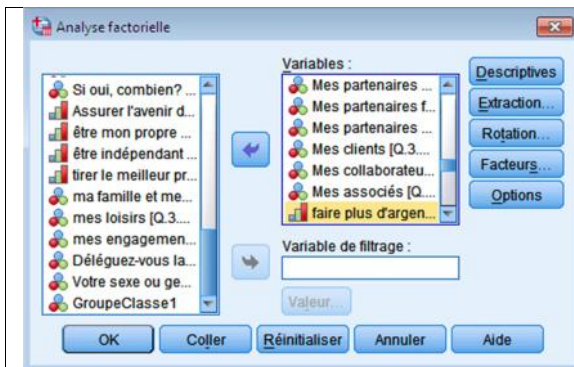 Analyse factorielle
Si oui, combien? ...
Assurer l'avenir d...
être mon propre ...
être indépendant ...
tirer le meilleur pr...
ma famille et me...
mes loisirs [Q.3....
mes engagemen...
Déléguez-vous la...
Votre sexe ou ge...
GroupeClasse1
Variables :
Mes partenaires ...
Mes partenaires f...
Mes partenaires ...
Mes clients [Q.3....
Mes collaborateu...
Mes associés [Q....
faire plus d'argen...
Variable de filtrage :
Valeur...
Descriptives
Extraction...
Rotation...
Facteurs...
Options
OK
Coller
Réinitialiser
Annuler
Aide